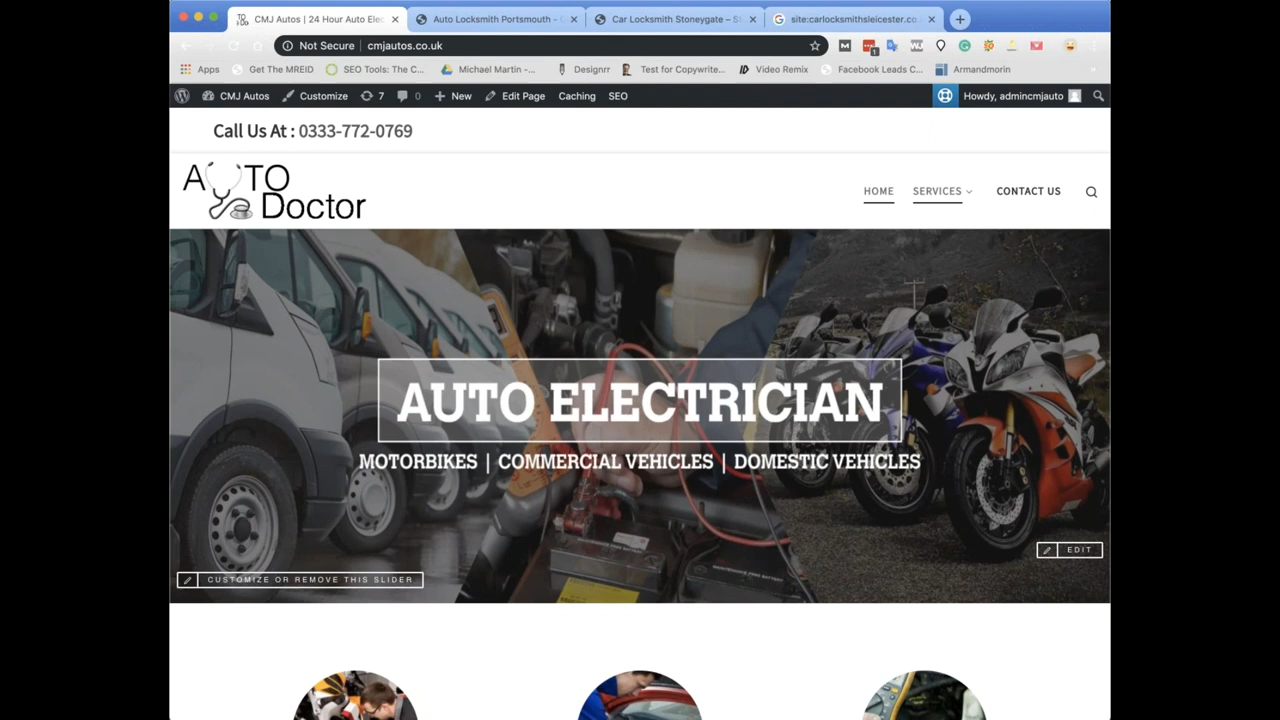 CMJ Autos | 24 Hour Auto Elec
Auto Locksmith Portsmouth -
Car Locksmith Stoneygate – S
site:carlocksmithsleicester.co
Not Secure | cmjautos.co.uk
Apps
Get The MREID
SEO Tools: The C...
Michael Martin -...
Designrr
Test for Copywrite...
Video Remix
Facebook Leads C...
Armandmorin
CMJ Autos
Customize
7
0
New
Edit Page
Caching
SEO
Howdy, admincmjauto
Call Us At : 0333-772-0769
AUTO
Doctor
HOME
SERVICES
CONTACT US
AUTO ELECTRICIAN
MOTORBIKES | COMMERCIAL VEHICLES | DOMESTIC VEHICLES
EDIT
CUSTOMIZE OR REMOVE THIS SLIDER